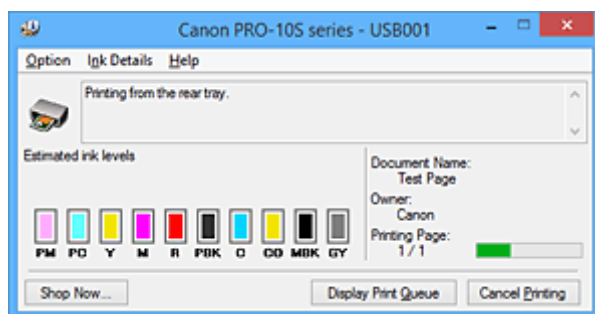 Canon PRO-10S series - USB001
Option Ink Details Help
Printing from the rear tray.
Estimated ink levels
Document Name:
Test Page
Owner:
Canon
Printing Page:
1 / 1
PM PC Y M R PBK C CO MBK GY
Shop Now... Display Print Queue Cancel Printing